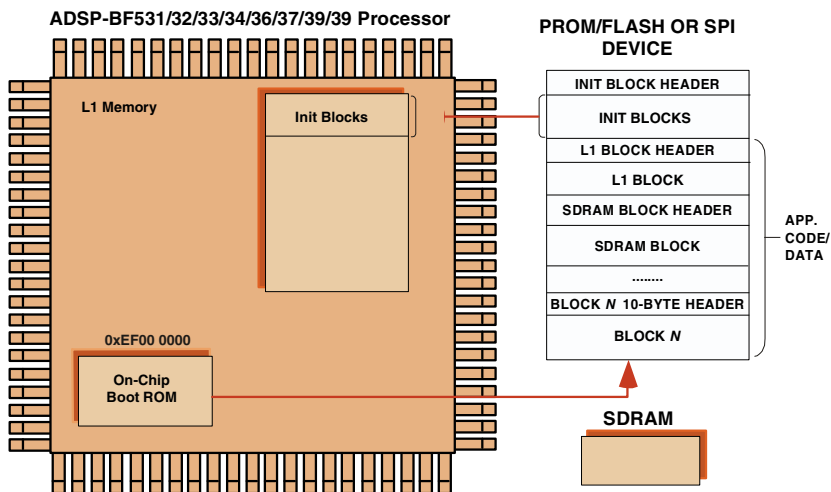 ADSP-BF531/32/33/34/36/37/39/39 Processor
L1 Memory
Init Blocks
0xEF00 0000
On-Chip
Boot ROM
PROM/FLASH OR SPI
DEVICE
INIT BLOCK HEADER
INIT BLOCKS
L1 BLOCK HEADER
L1 BLOCK
SDRAM BLOCK HEADER
SDRAM BLOCK
........
BLOCK N 10-BYTE HEADER
BLOCK N
APP.
CODE/
DATA
SDRAM